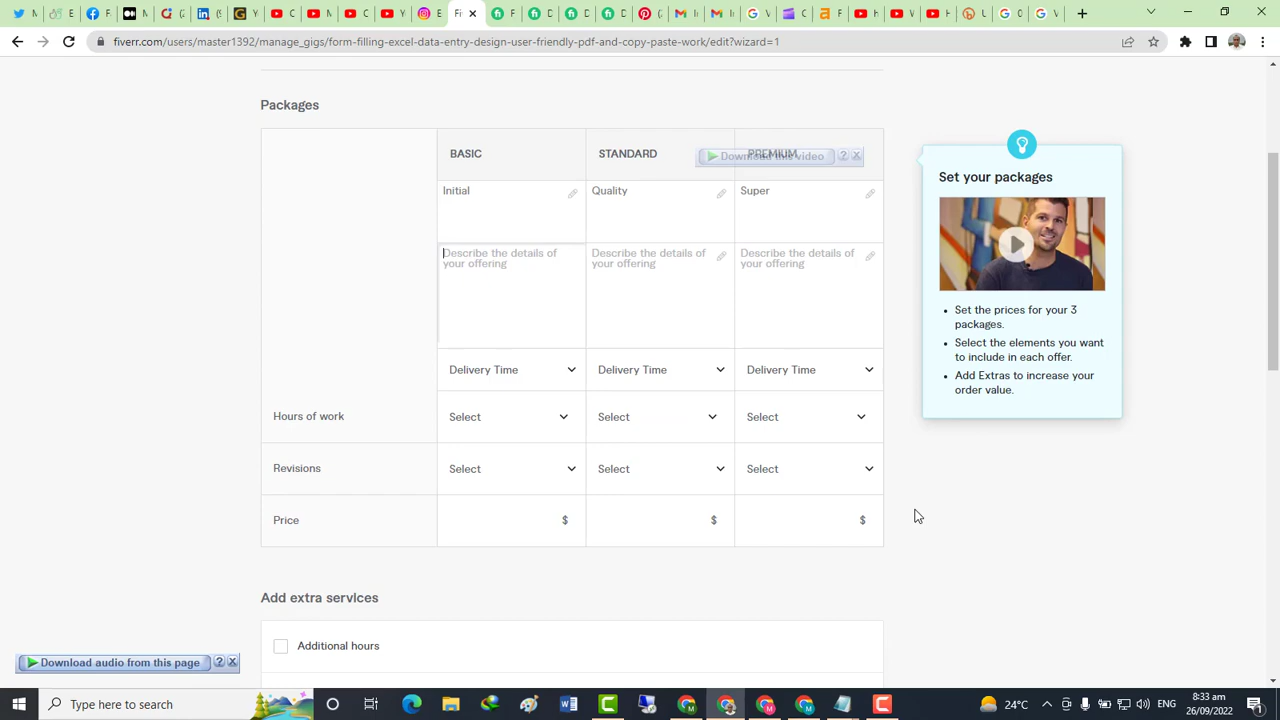 M
di
M
G
Y
Y
Y
E
Fi
F
D
D
D
M
M
M
V
C
F
h
W
H
U
C
V
fiverr.com/users/master1392/manage_gigs/form-filling-excel-data-entry-design-user-friendly-pdf-and-copy-paste-work/edit?wizard=1
Packages
BASIC STANDARD PREMIUM
Download this video ? X
Initial Quality Super
Describe the details of your offering
Describe the details of your offering
Describe the details of your offering
Delivery Time Delivery Time Delivery Time
Hours of work Select Select Select
Revisions Select Select Select
Price $ $ $
Set your packages
Set the prices for your 3
packages.
Select the elements you want
to include in each offer.
Add Extras to increase your
order value.
Add extra services
Additional hours
Download audio from this page ? X
Type here to search
24°C
ENG
8:33 am
26/09/2022